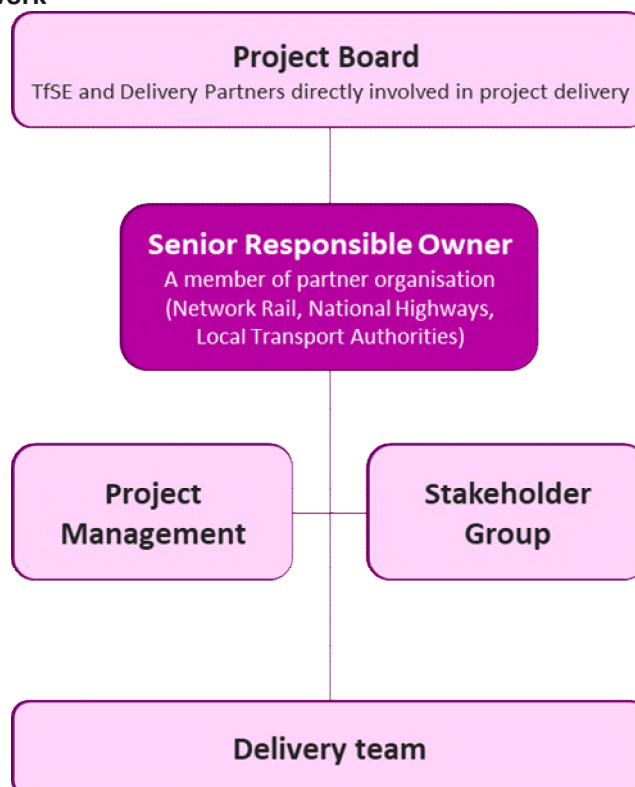 Project Board
TfSE and Delivery Partners directly involved in project delivery
Senior Responsible Owner
A member of partner organisation
(Network Rail, National Highways,
Local Transport Authorities)
Project
Management
Stakeholder
Group
Delivery team